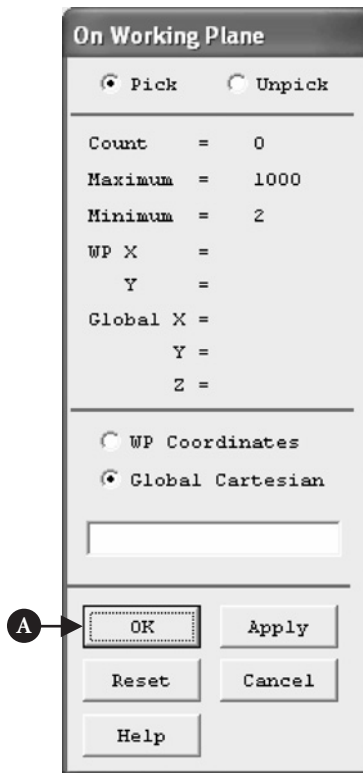 On Working Plane
Pick Unpick
Count = 0
Maximum = 1000
Minimum = 2
WP X =
Y =
Global X =
Y =
Z =
WP Coordinates
Global Cartesian
A OK Apply
Reset Cancel
Help